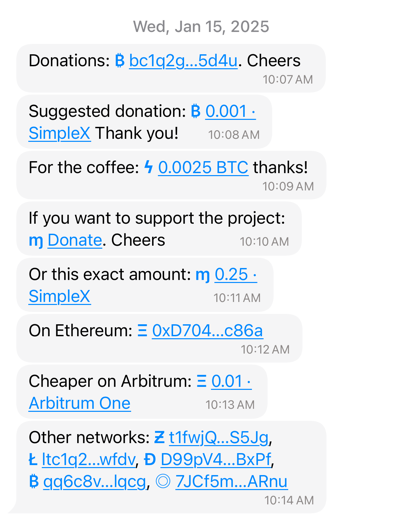 Wed, Jan 15, 2025
Donations: ₿ bc1q2g...5d4u. Cheers
10:07 AM
Suggested donation: ₿ 0.001 ·
SimpleX Thank you!
10:08 AM
For the coffee: ϟ 0.0025 BTC thanks!
10:09 AM
If you want to support the project:
ɱ Donate. Cheers
10:10 AM
Or this exact amount: ɱ 0.25 ·
SimpleX
10:11 AM
On Ethereum: Ξ 0xD704...c86a
10:12 AM
Cheaper on Arbitrum: Ξ 0.01 ·
Arbitrum One
10:13 AM
Other networks: Ƶ t1fwjQ...S5Jg,
Ł ltc1q2...wfdv, Ð D99pV4...BxPf,
₿ qq6c8v...lqcg, ◎ 7JCf5m...ARnu
10:14 AM